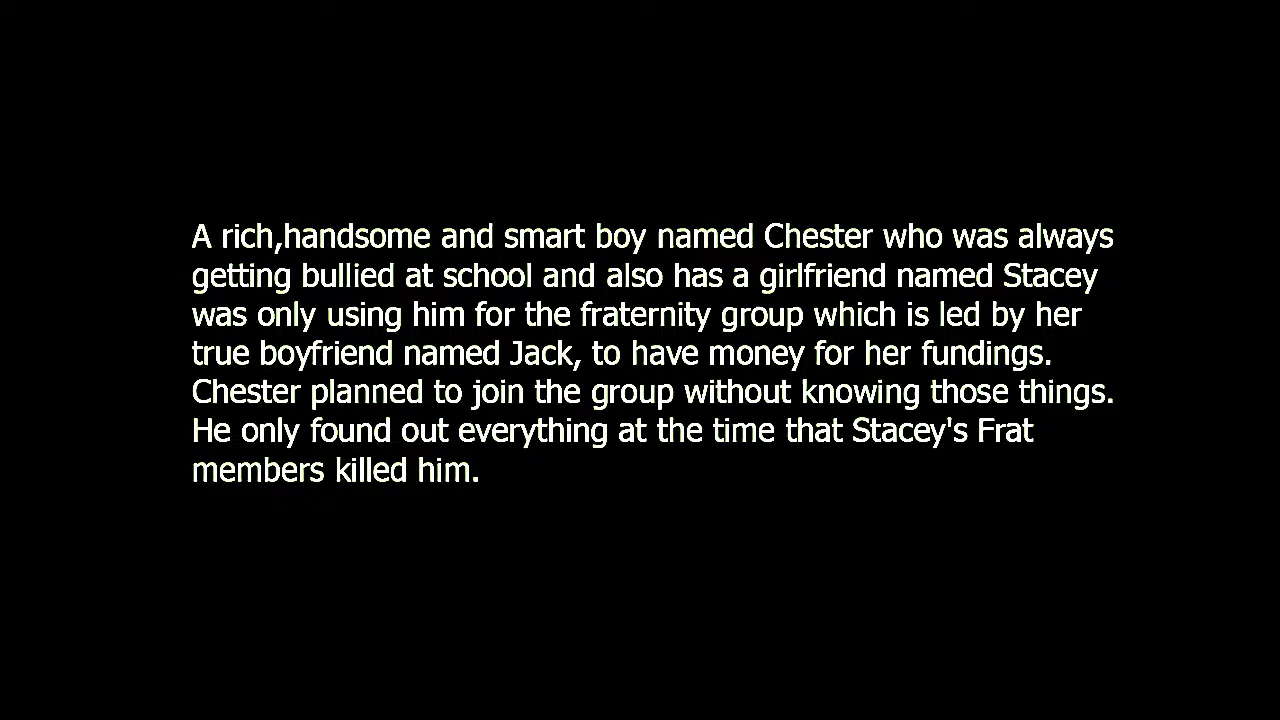 A rich,handsome and smart boy named Chester who was always
getting bullied at school and also has a girlfriend named Stacey
was only using him for the fraternity group which is led by her
true boyfriend named Jack, to have money for her fundings.
Chester planned to join the group without knowing those things.
He only found out everything at the time that Stacey's Frat
members killed him.